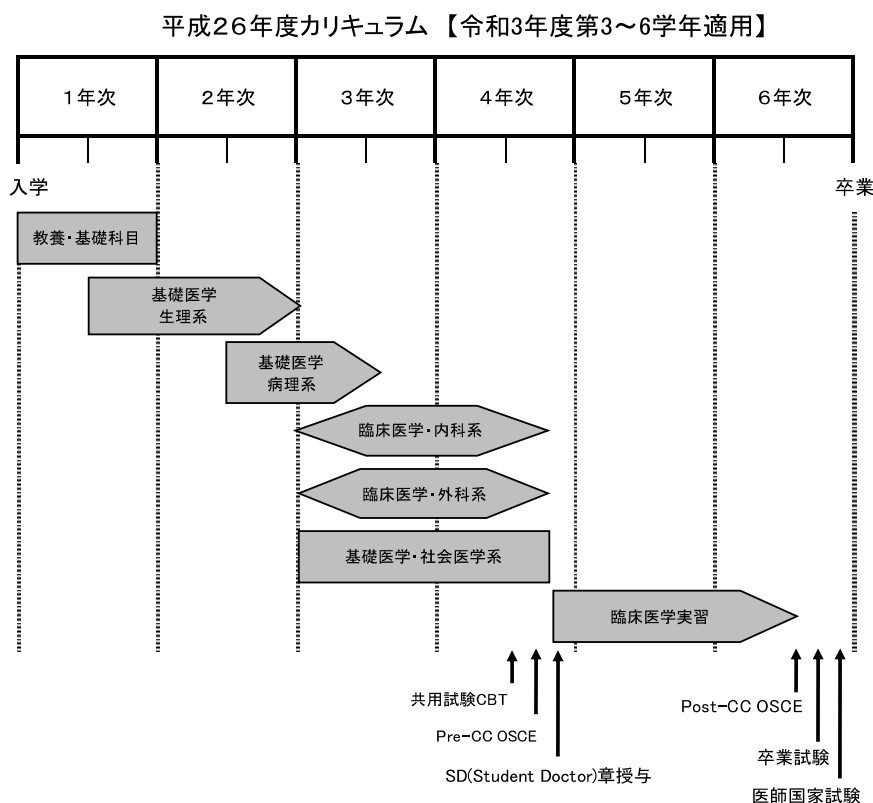 平成２６年度カリキュラム 【令和3年度第3～6学年適用】
１年次
２年次
３年次
４年次
５年次
６年次
入学
卒業
教養・基礎科目
基礎医学
生理系
基礎医学
病理系
臨床医学・内科系
臨床医学・外科系
基礎医学・社会医学系
臨床医学実習
共用試験CBT
Pre-CC OSCE
SD(Student Doctor)章授与
Post-CC OSCE
卒業試験
医師国家試験